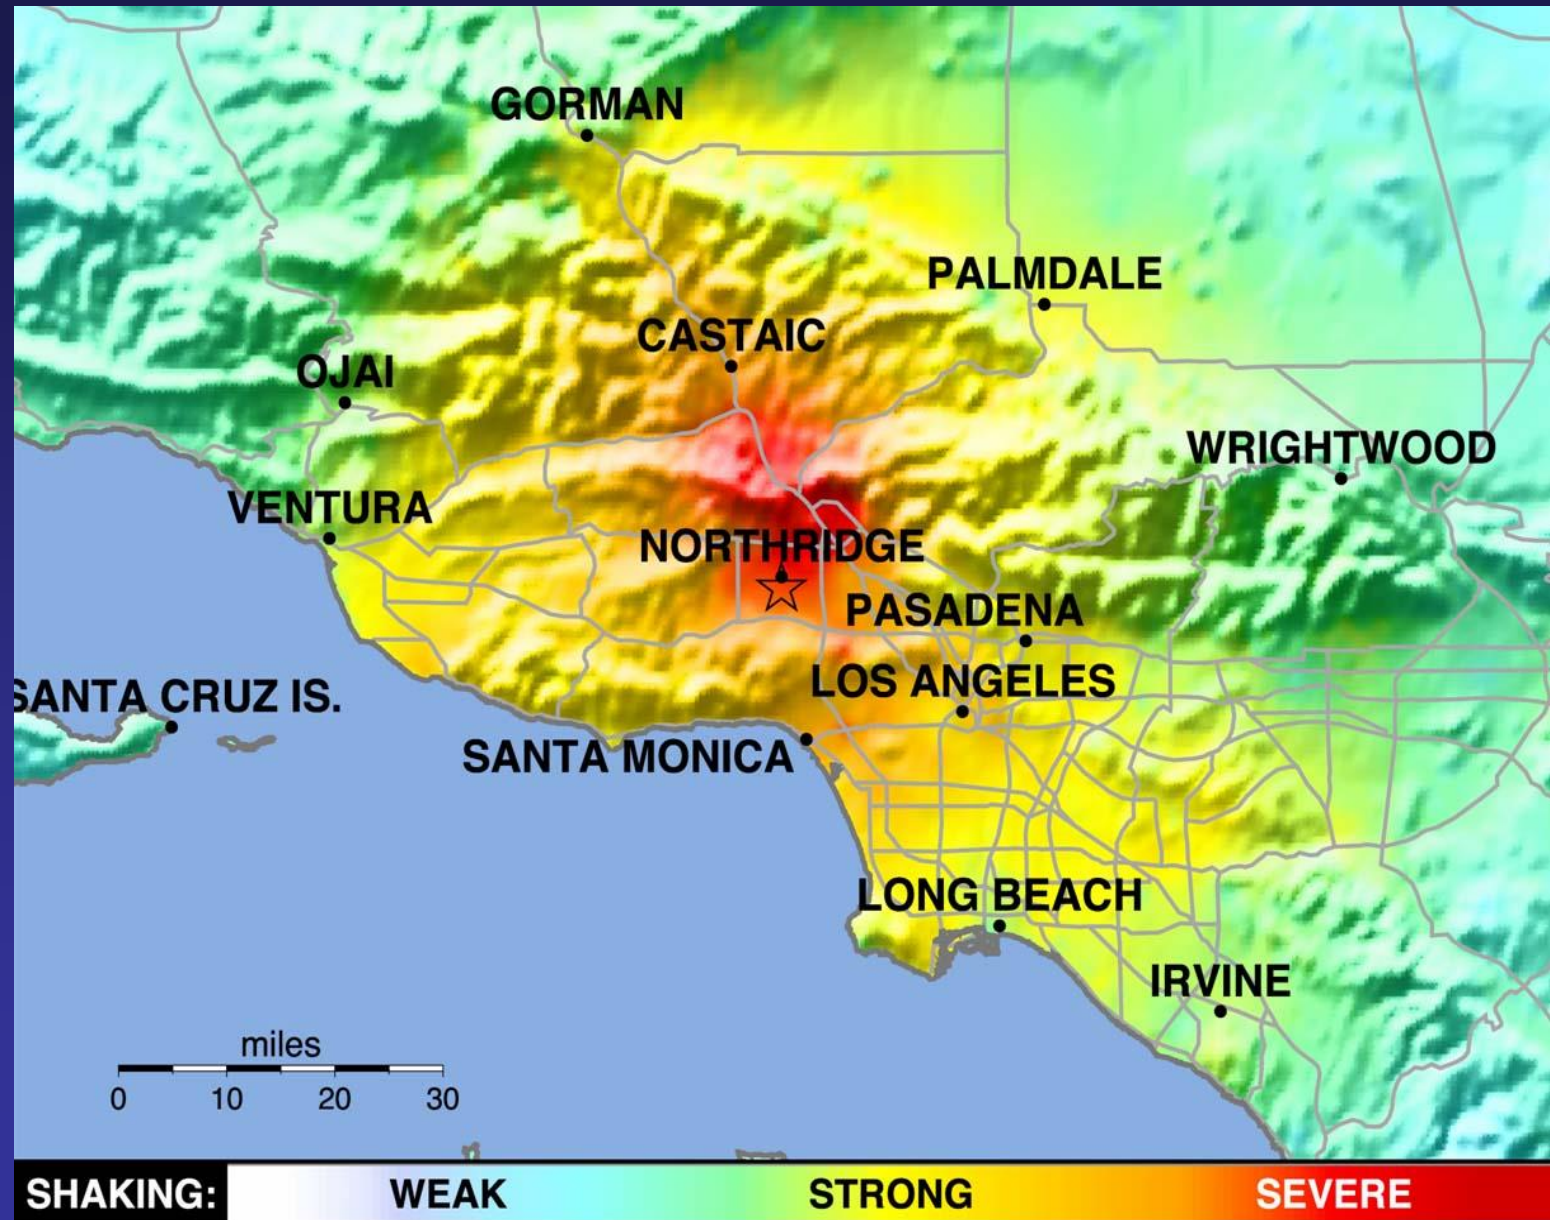 GORMAN
PALMDALE
CASTAIC
OJAI
WRIGHTWOOD
VENTURA
NORTHRIDGE
PASADENA
LOS ANGELES
SANTA CRUZ IS.
SANTA MONICA
LONG BEACH
IRVINE
miles
0 10 20 30
SHAKING: WEAK STRONG SEVERE